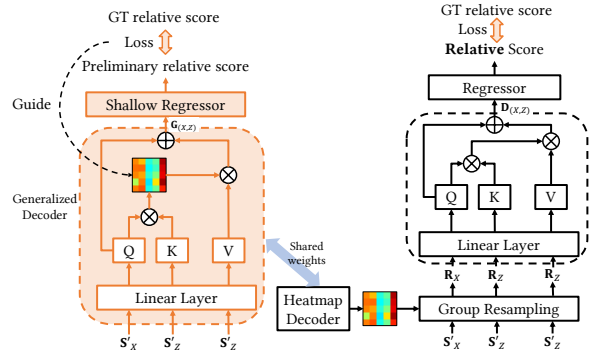 GT relative score
Loss
Preliminary relative score
Guide
Shallow Regressor
G(X,Z)
Generalized
Decoder
Q
K
V
Linear Layer
S′X
S′Z
S′Z
Shared
weights
GT relative score
Loss
Relative Score
Regressor
D(X,Z)
Q
K
V
Linear Layer
RX
RZ
RZ
Heatmap
Decoder
Group Resampling
S′X
S′Z
S′Z